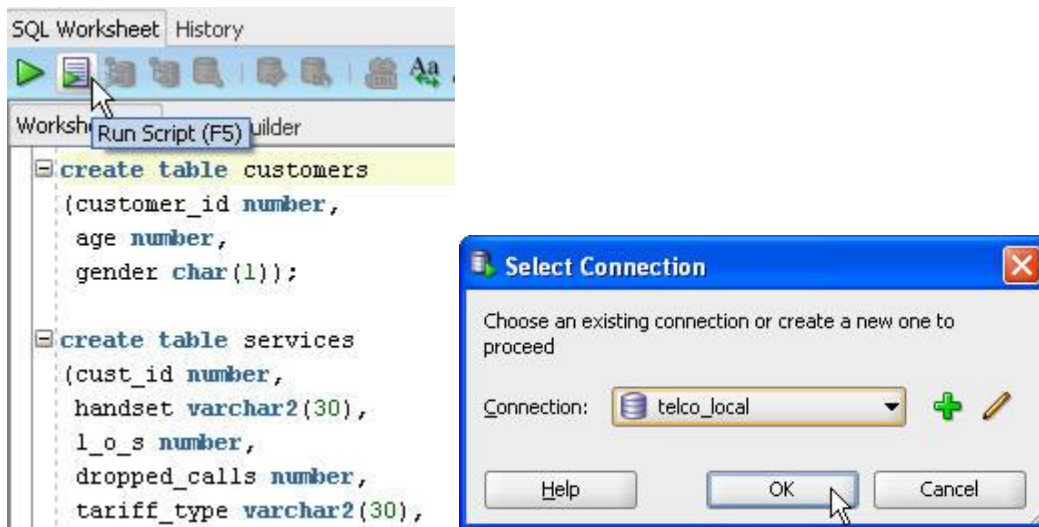 SQL Worksheet History
Aa
Run Script (F5)
create table customers
(customer_id number,
age number,
gender char(1));
create table services
(cust_id number,
handset varchar2(30),
l_o_s number,
dropped_calls number,
tariff_type varchar2(30),
Select Connection
Choose an existing connection or create a new one to
proceed
Connection: telco_local
Help OK Cancel